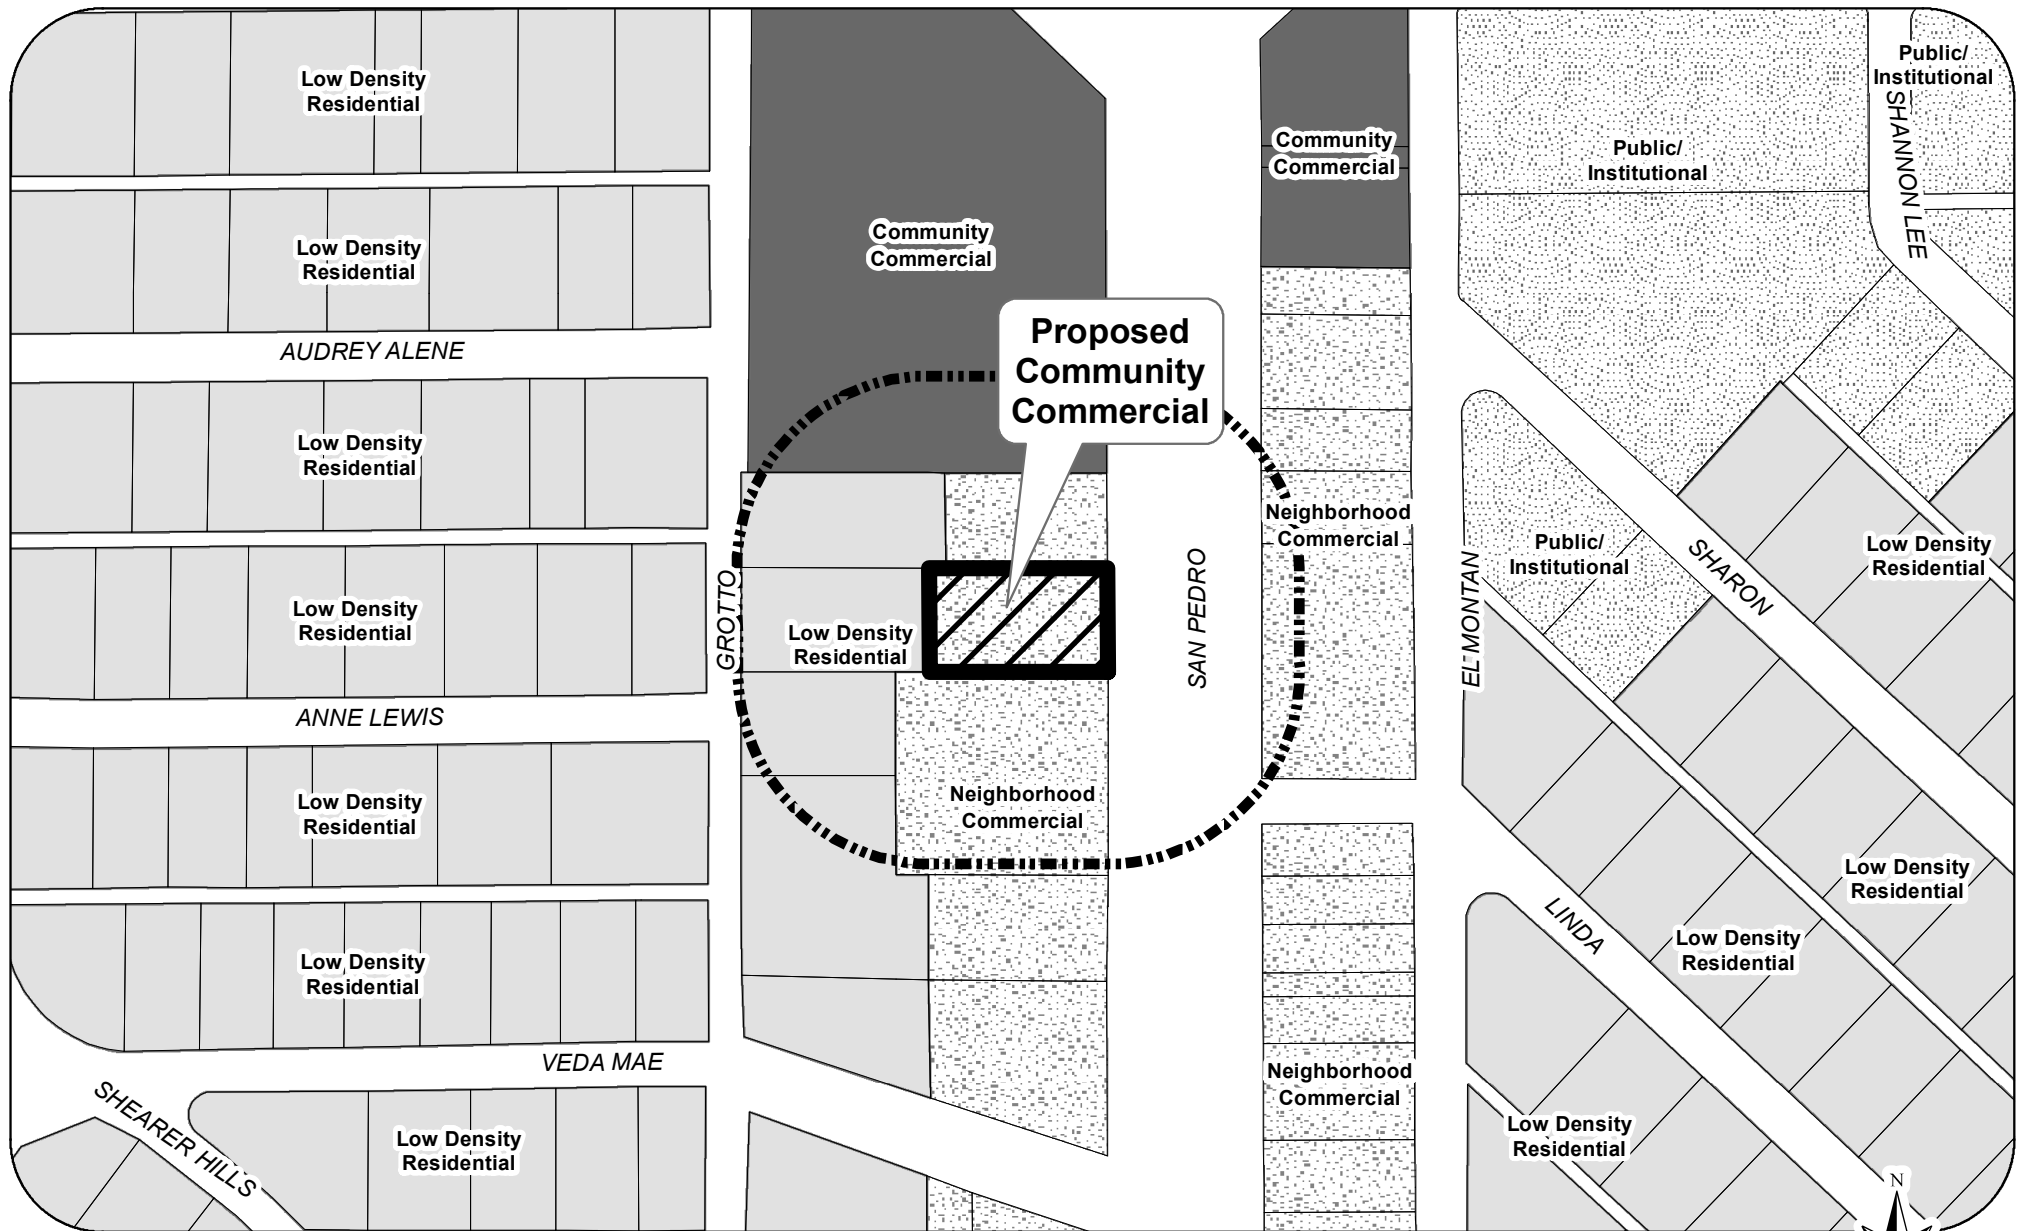 Low Density
Residential
Public/
Institutional
Community
Commercial
Public/
Institutional
SHANNON LEE
Low Density
Residential
Community
Commercial
Proposed
Community
Commercial
AUDREY ALENE
Low Density
Residential
Neighborhood
Commercial
Public/
Institutional
Low Density
Residential
SHARON
Low Density
Residential
GROTTO
Low Density
Residential
SAN PEDRO
EL MONTAN
ANNE LEWIS
Low Density
Residential
Neighborhood
Commercial
Low Density
Residential
LINDA
Low Density
Residential
Low Density
Residential
VEDA MAE
Neighborhood
Commercial
SHEARER HILLS
Low Density
Residential
Low Density
Residential
N